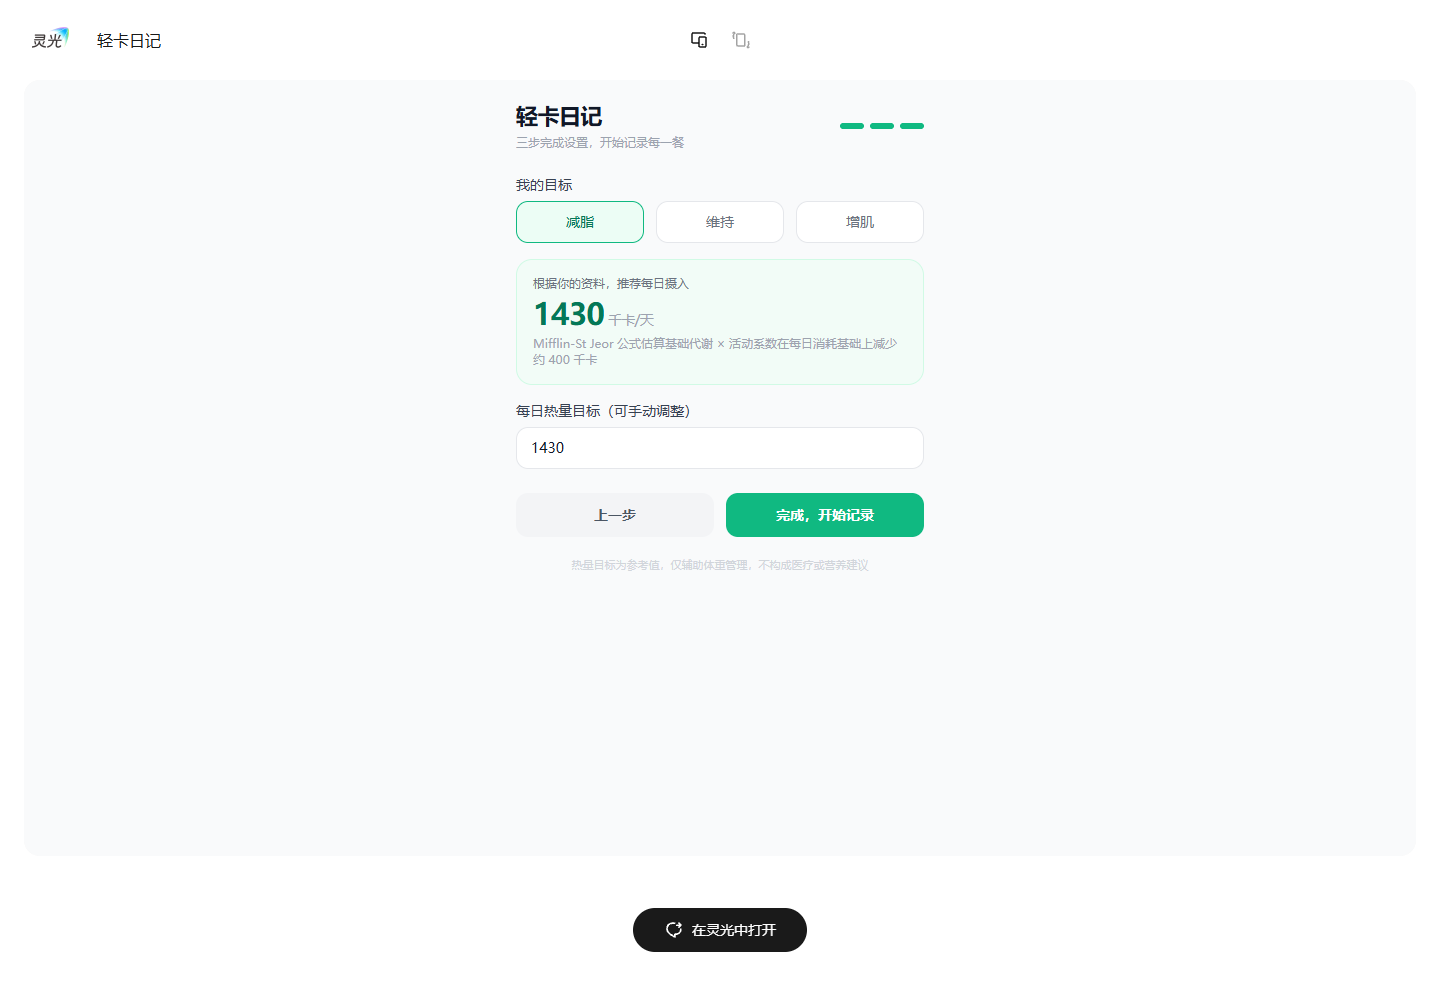 灵光 轻卡日记
轻卡日记
三步完成设置，开始记录每一餐
我的目标
减脂 维持 增肌
根据你的资料，推荐每日摄入
1430 千卡/天
Mifflin-St Jeor 公式估算基础代谢 × 活动系数在每日消耗基础上减少
约 400 千卡
每日热量目标（可手动调整）
1430
上一步 完成，开始记录
热量目标为参考值，仅辅助体重管理，不构成医疗或营养建议
在灵光中打开